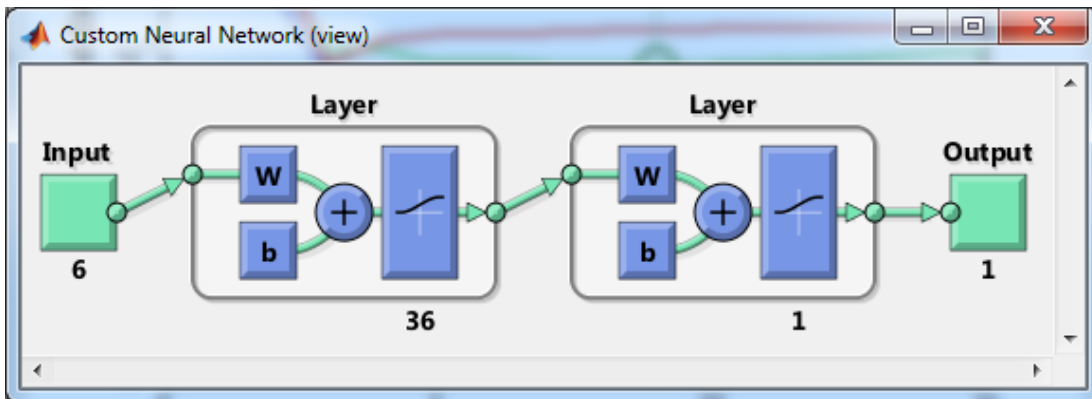 Custom Neural Network (view)
Layer
Layer
Input
Output
W
b
+
W
b
+
6
36
1
1